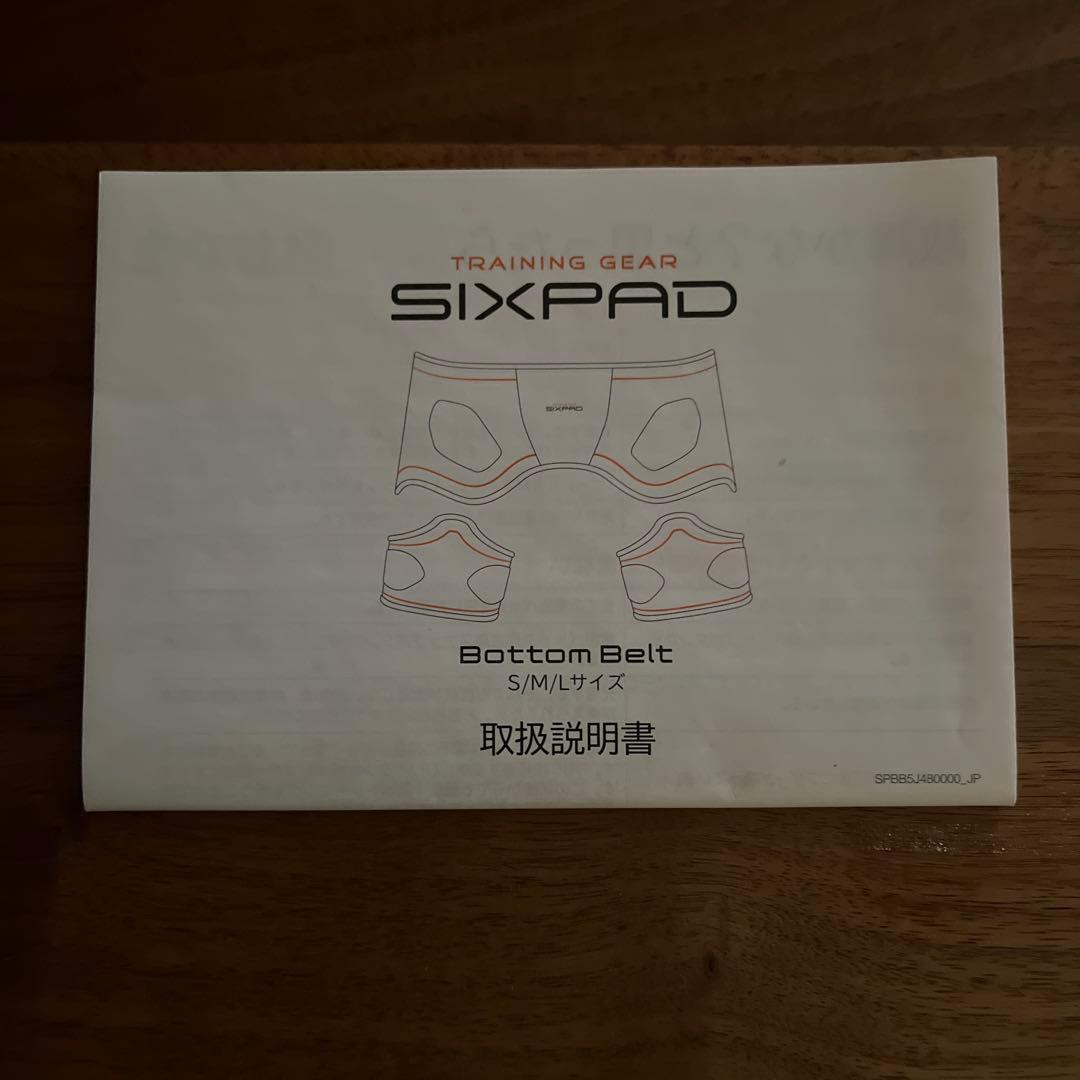 TRAINING GEAR
SIXPAD
SIXPAD
Bottom Belt
S/M/Lサイズ
取扱説明書
SPBB5J480000_JP